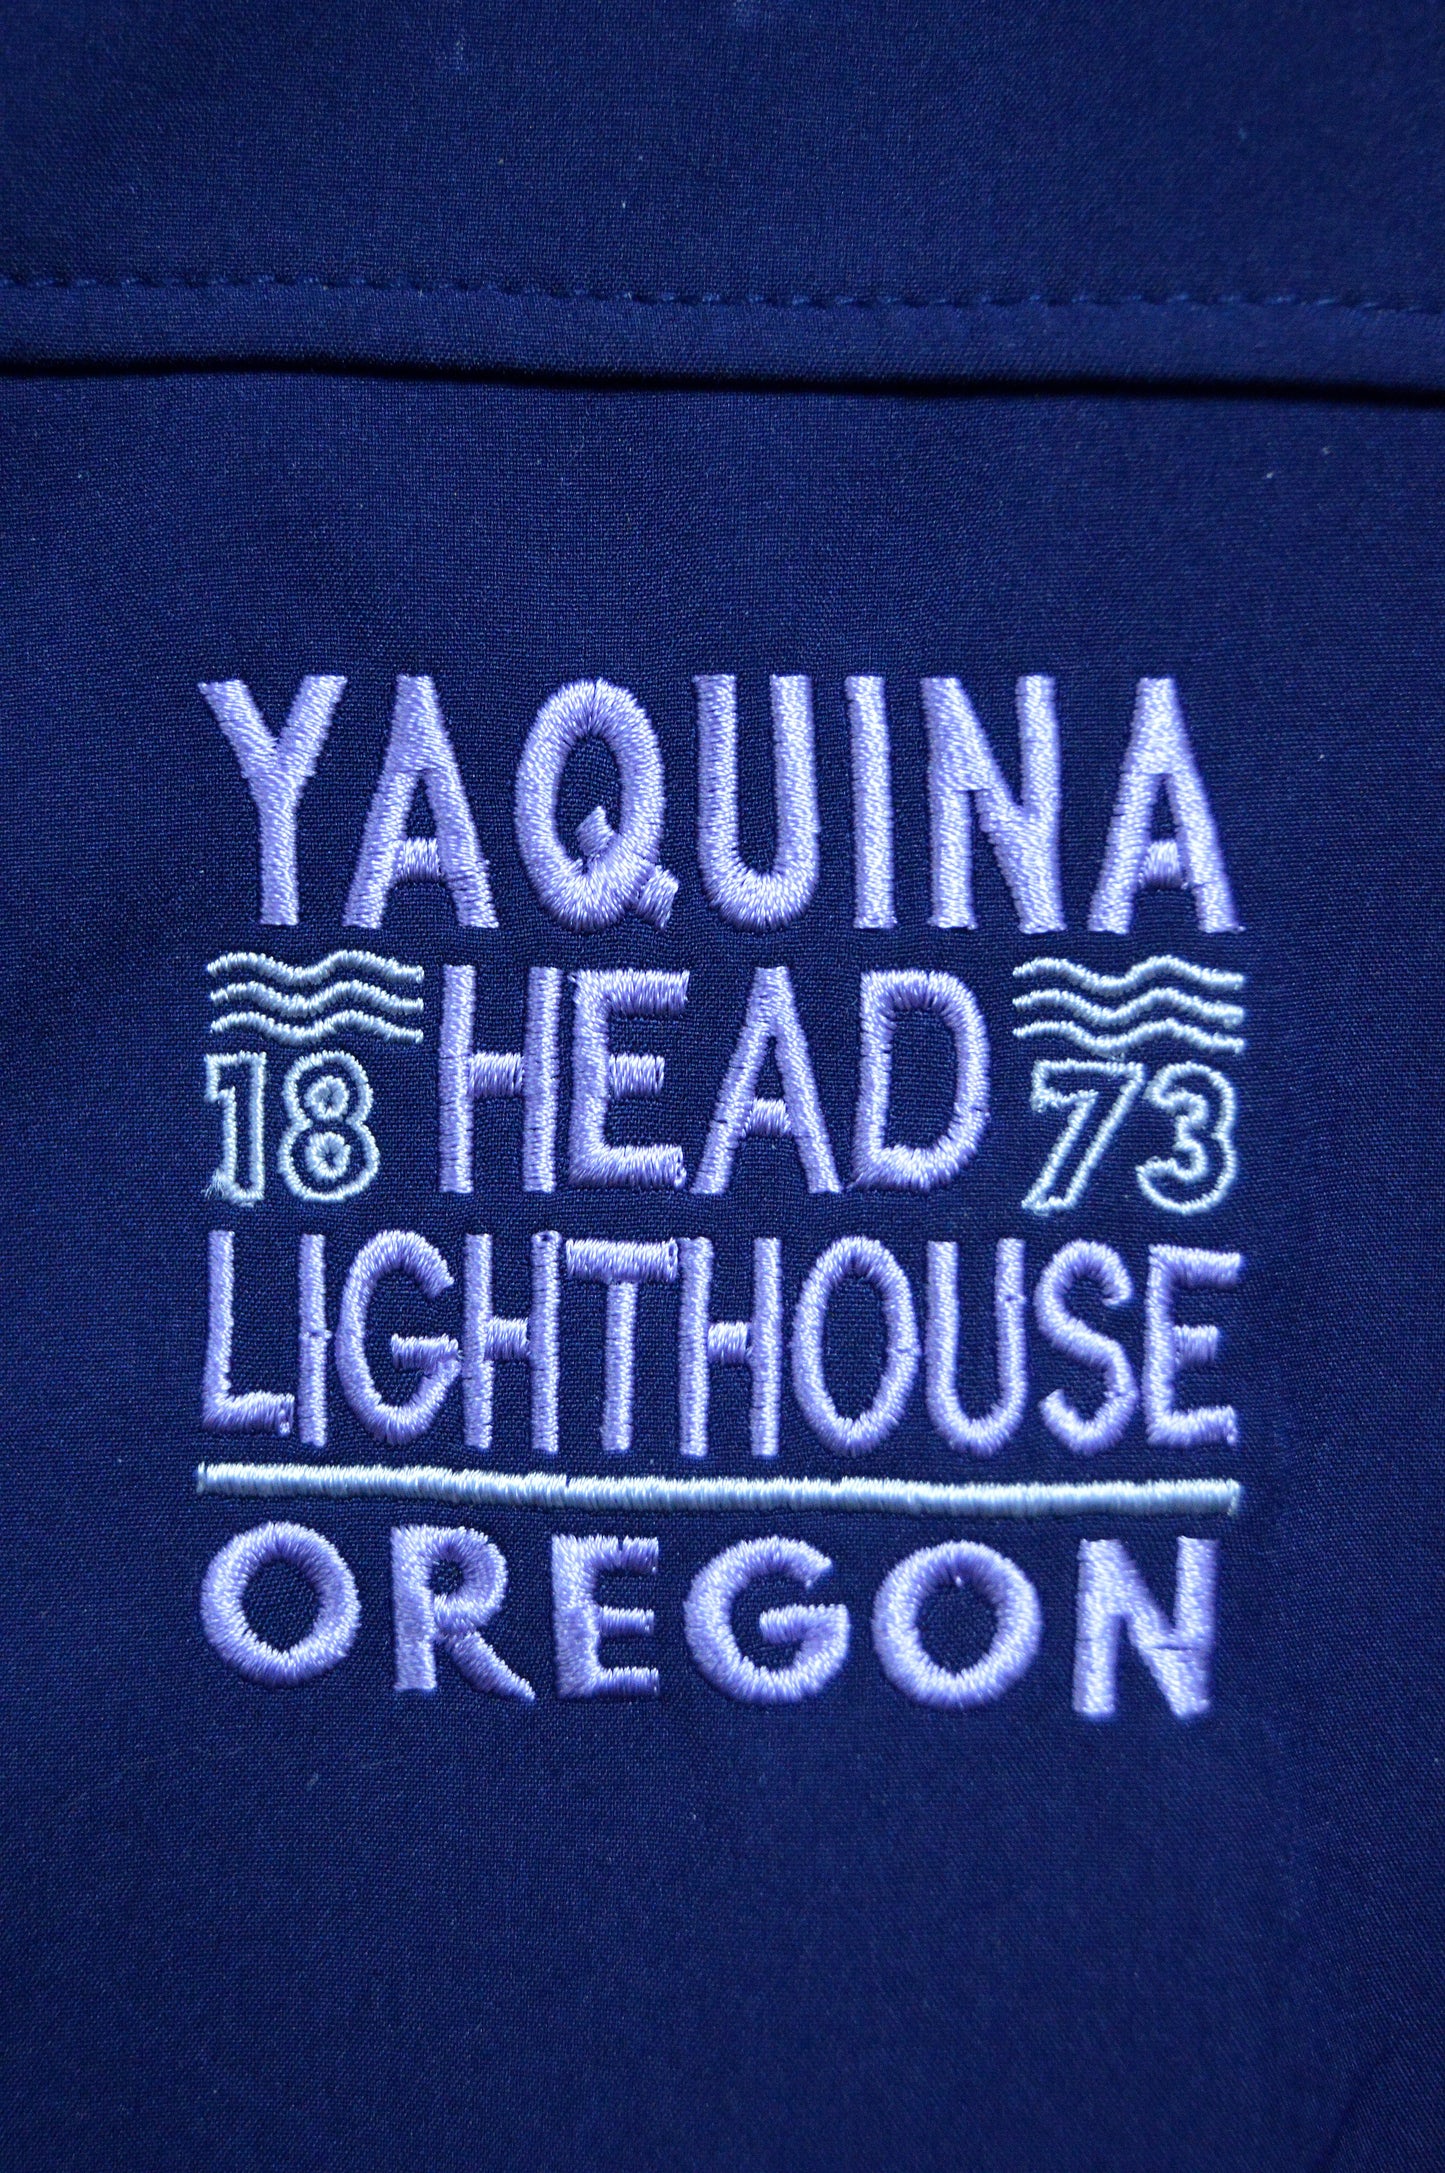 YAQUINA
18 HEAD 73
LIGHTHOUSE
OREGON